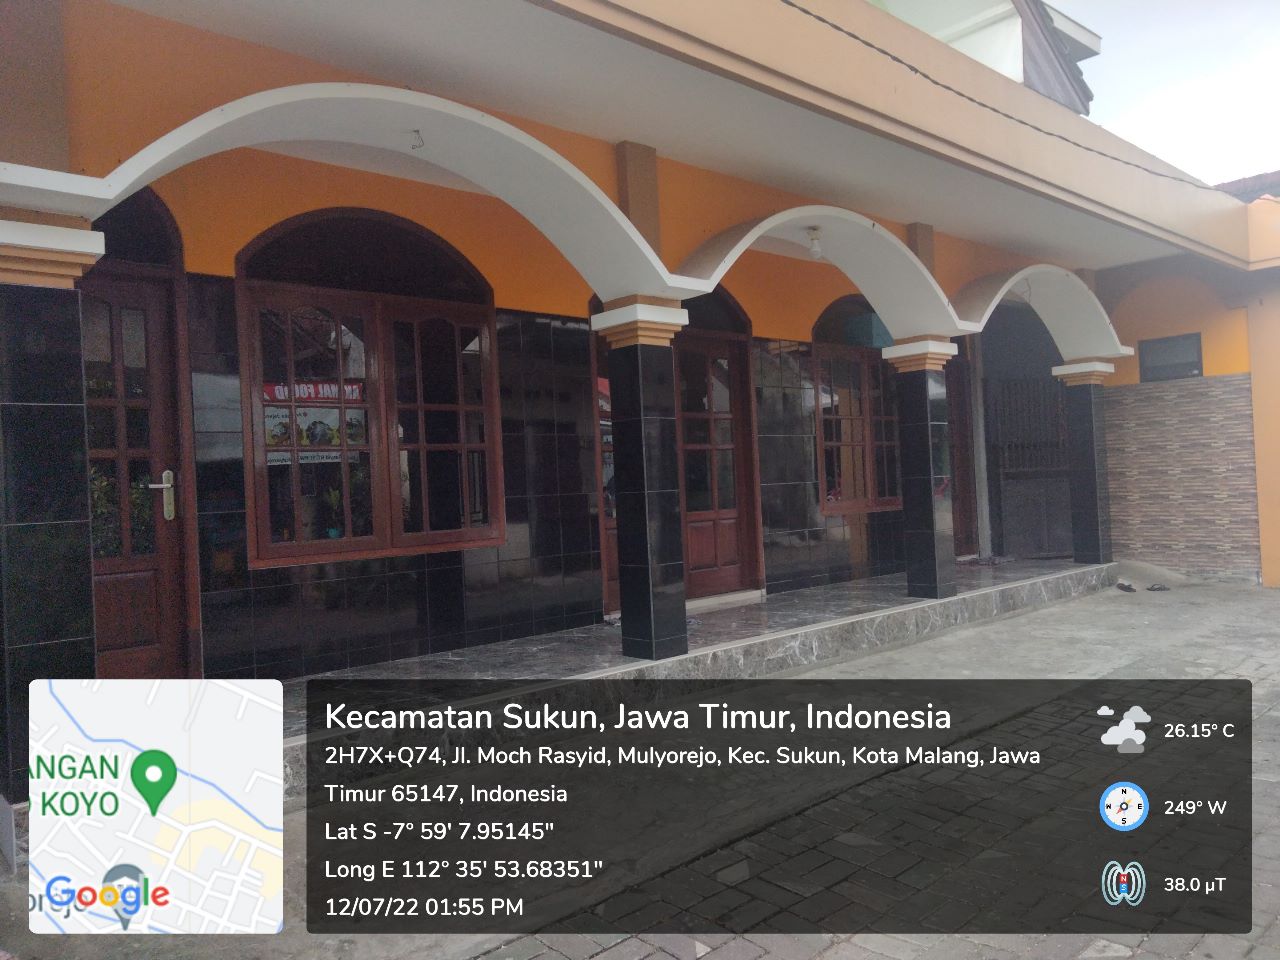 ANIMAL FOOD
ANGAN
KOYO
Google
Kecamatan Sukun, Jawa Timur, Indonesia
2H7X+Q74, Jl. Moch Rasyid, Mulyorejo, Kec. Sukun, Kota Malang, Jawa
Timur 65147, Indonesia
Lat S -7° 59' 7.95145"
Long E 112° 35' 53.68351"
12/07/22 01:55 PM
26.15° C
N
W E
S
249° W
N
S
38.0 µT